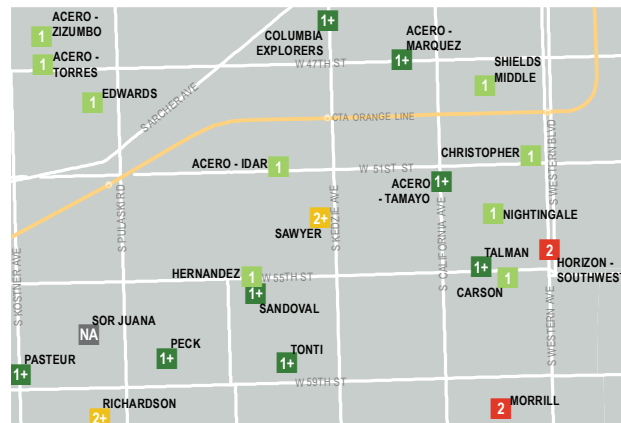 ACERO -
ZIZUMBO
1
ACERO -
TORRES
1
EDWARDS
1
S ARCHER AVE
COLUMBIA
EXPLORERS
1+
W 47TH ST
ACERO -
MARQUEZ
1+
SHIELDS
MIDDLE
1
CTA ORANGE LINE
ACERO - IDAR
1
W 51ST ST
CHRISTOPHER
1
S WESTERN BLVD
ACERO
- TAMAYO
1+
S PULASKI RD
S KEDZIE AVE
S CALIFORNIA AVE
2+
SAWYER
1
NIGHTINGALE
S KOSTNER AVE
HERNANDEZ
1
W 55TH ST
1+
SANDOVAL
TALMAN
1+
CARSON
1
2
HORIZON -
SOUTHWEST
S WESTERN AVE
SOR JUANA
NA
PECK
1+
TONTI
1+
PASTEUR
1+
W 59TH ST
RICHARDSON
2+
MORRILL
2